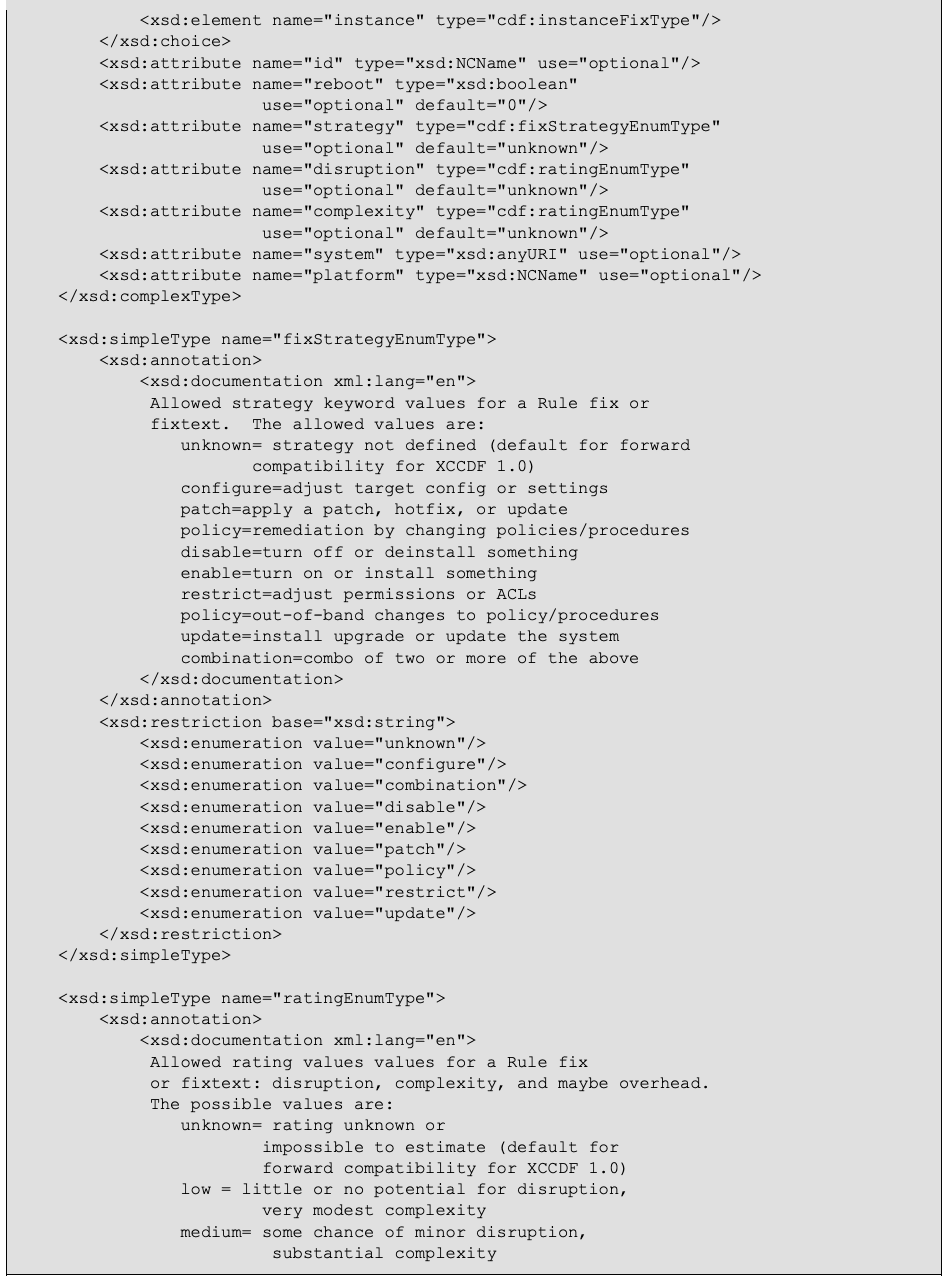 <xsd:element name="instance" type="cdf:instanceFixType"/>
</xsd:choice>
<xsd:attribute name="id" type="xsd:NCName" use="optional"/>
<xsd:attribute name="reboot" type="xsd:boolean"
use="optional" default="0"/>
<xsd:attribute name="strategy" type="cdf:fixStrategyEnumType"
use="optional" default="unknown"/>
<xsd:attribute name="disruption" type="cdf:ratingEnumType"
use="optional" default="unknown"/>
<xsd:attribute name="complexity" type="cdf:ratingEnumType"
use="optional" default="unknown"/>
<xsd:attribute name="system" type="xsd:anyURI" use="optional"/>
<xsd:attribute name="platform" type="xsd:NCName" use="optional"/>
</xsd:complexType>
<xsd:simpleType name="fixStrategyEnumType">
<xsd:annotation>
<xsd:documentation xml:lang="en">
Allowed strategy keyword values for a Rule fix or
fixtext.  The allowed values are:
unknown= strategy not defined (default for forward
compatibility for XCCDF 1.0)
configure=adjust target config or settings
patch=apply a patch, hotfix, or update
policy=remediation by changing policies/procedures
disable=turn off or deinstall something
enable=turn on or install something
restrict=adjust permissions or ACLs
policy=out-of-band changes to policy/procedures
update=install upgrade or update the system
combination=combo of two or more of the above
</xsd:documentation>
</xsd:annotation>
<xsd:restriction base="xsd:string">
<xsd:enumeration value="unknown"/>
<xsd:enumeration value="configure"/>
<xsd:enumeration value="combination"/>
<xsd:enumeration value="disable"/>
<xsd:enumeration value="enable"/>
<xsd:enumeration value="patch"/>
<xsd:enumeration value="policy"/>
<xsd:enumeration value="restrict"/>
<xsd:enumeration value="update"/>
</xsd:restriction>
</xsd:simpleType>
<xsd:simpleType name="ratingEnumType">
<xsd:annotation>
<xsd:documentation xml:lang="en">
Allowed rating values values for a Rule fix
or fixtext: disruption, complexity, and maybe overhead.
The possible values are:
unknown= rating unknown or
impossible to estimate (default for
forward compatibility for XCCDF 1.0)
low = little or no potential for disruption,
very modest complexity
medium= some chance of minor disruption,
substantial complexity